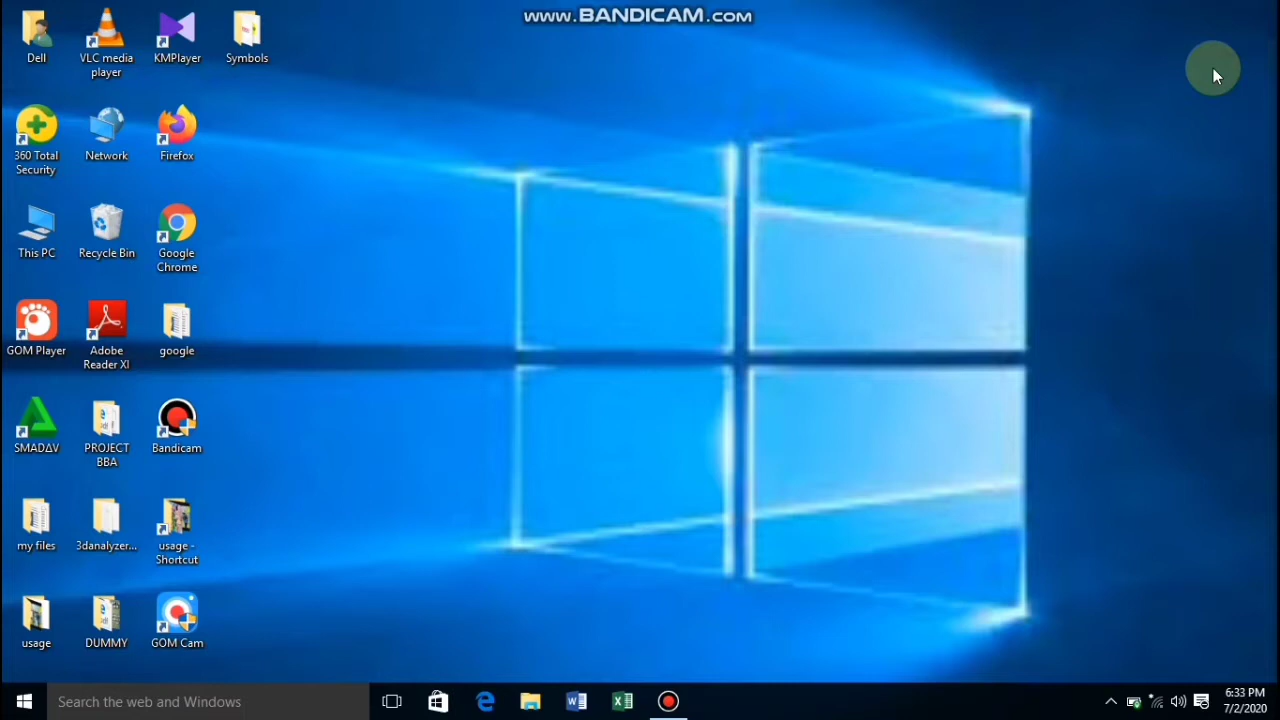 www.BANDICAM.com
Dell
VLC media
player
KMPlayer
Symbols
360 Total
Security
Network
Firefox
This PC
Recycle Bin
Google
Chrome
GOM Player
Adobe
Reader XI
google
SMADΔV
PROJECT
BBA
Bandicam
my files
3danalyzer...
usage -
Shortcut
usage
DUMMY
GOM Cam
Search the web and Windows
6:33 PM
7/2/2020